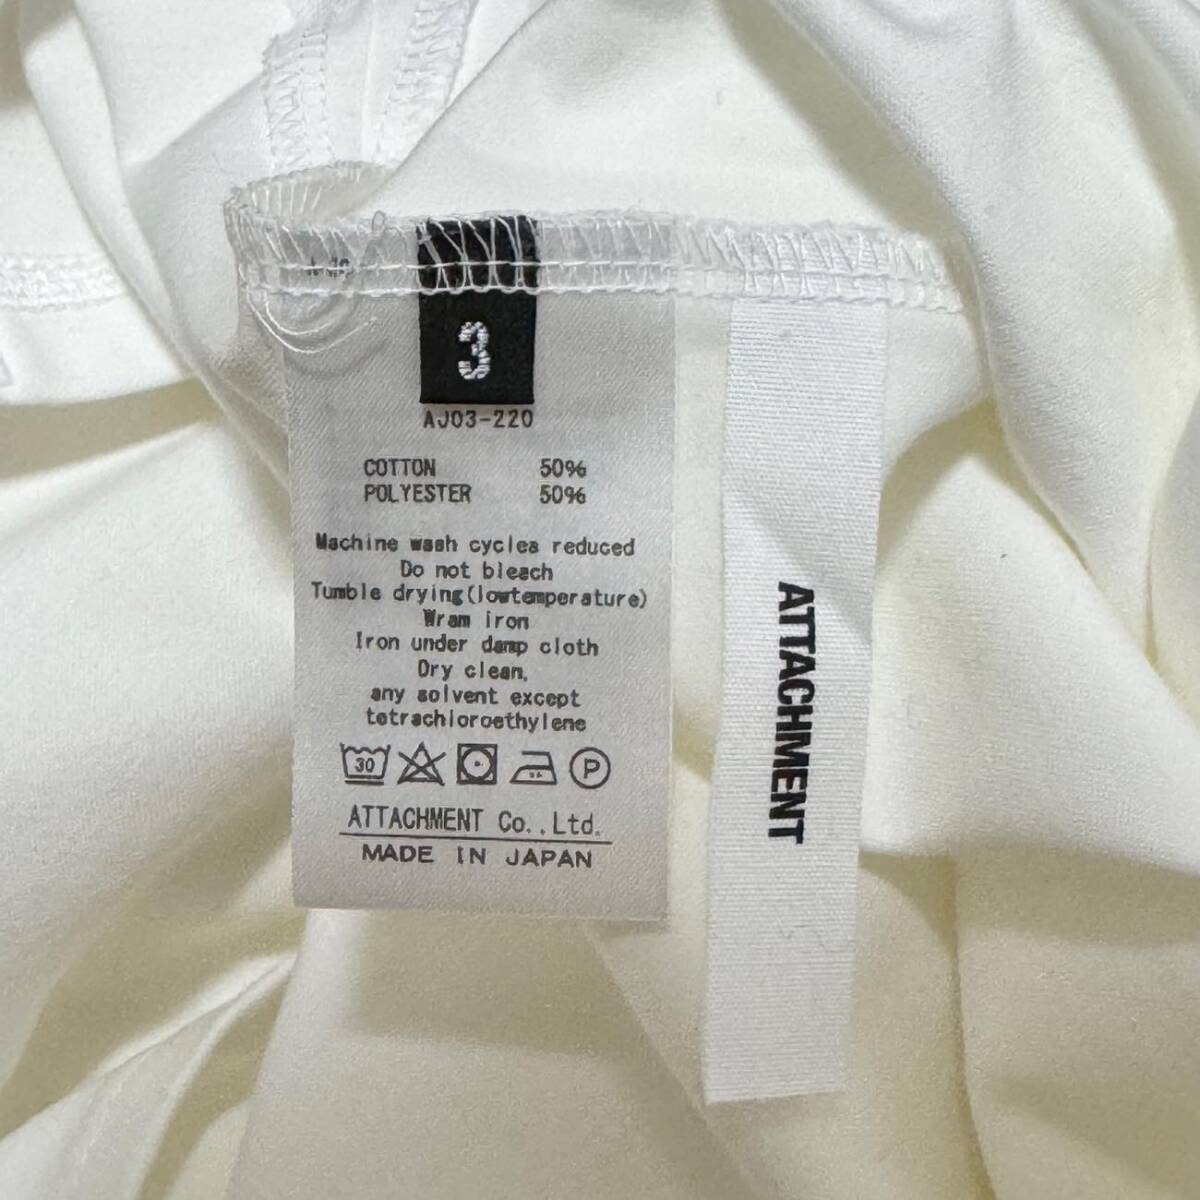 3
AJ03-220
COTTON 50%
POLYESTER 50%
Machine wash cyclea reduced
Do not bleach
Tumble drying(lowtemperature)
Wram iron
Iron under damp cloth
Dry clean,
any solvent except
tetrachloroethylene
30
P
ATTACHMENT Co.,Ltd.
MADE IN JAPAN
ATTACHMENT